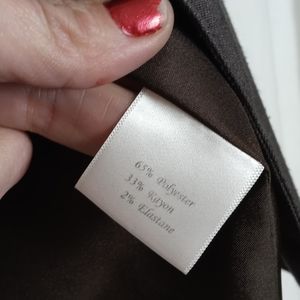 65% Polyester
33% Rayon
2% Elastane